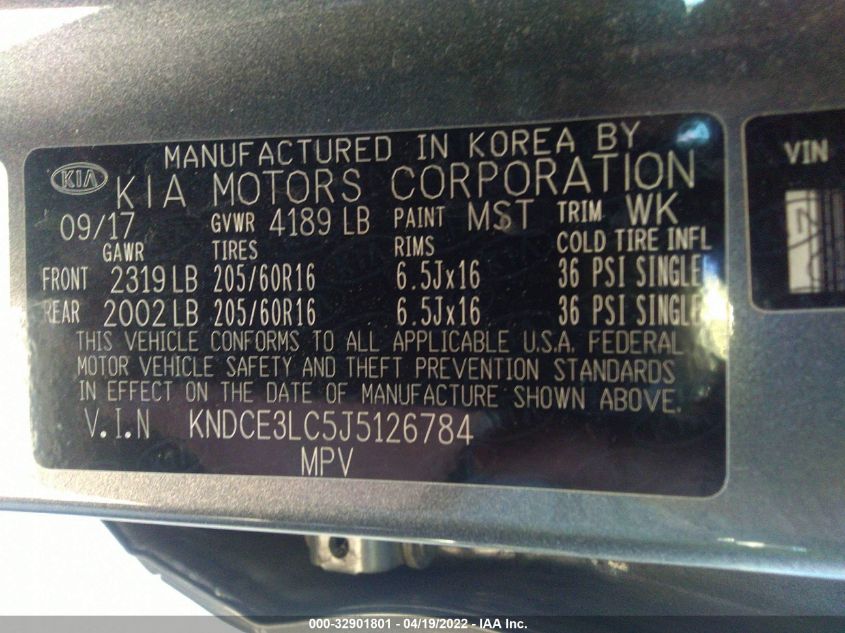 MANUFACTURED IN KOREA BY
KIA KIA MOTORS CORPORATION
09/17 GVWR 4189 LB PAINT MST TRIM WK
GAWR TIRES RIMS COLD TIRE INFL
FRONT 2319 LB 205/60R16 6.5Jx16 36 PSI SINGLE
REAR 2002 LB 205/60R16 6.5Jx16 36 PSI SINGLE
THIS VEHICLE CONFORMS TO ALL APPLICABLE U.S.A. FEDERAL
MOTOR VEHICLE SAFETY AND THEFT PREVENTION STANDARDS
IN EFFECT ON THE DATE OF MANUFACTURE SHOWN ABOVE.
V.I.N KNDCE3LC5J5126784
MPV
VIN
000-32901801 - 04/19/2022 - IAA Inc.